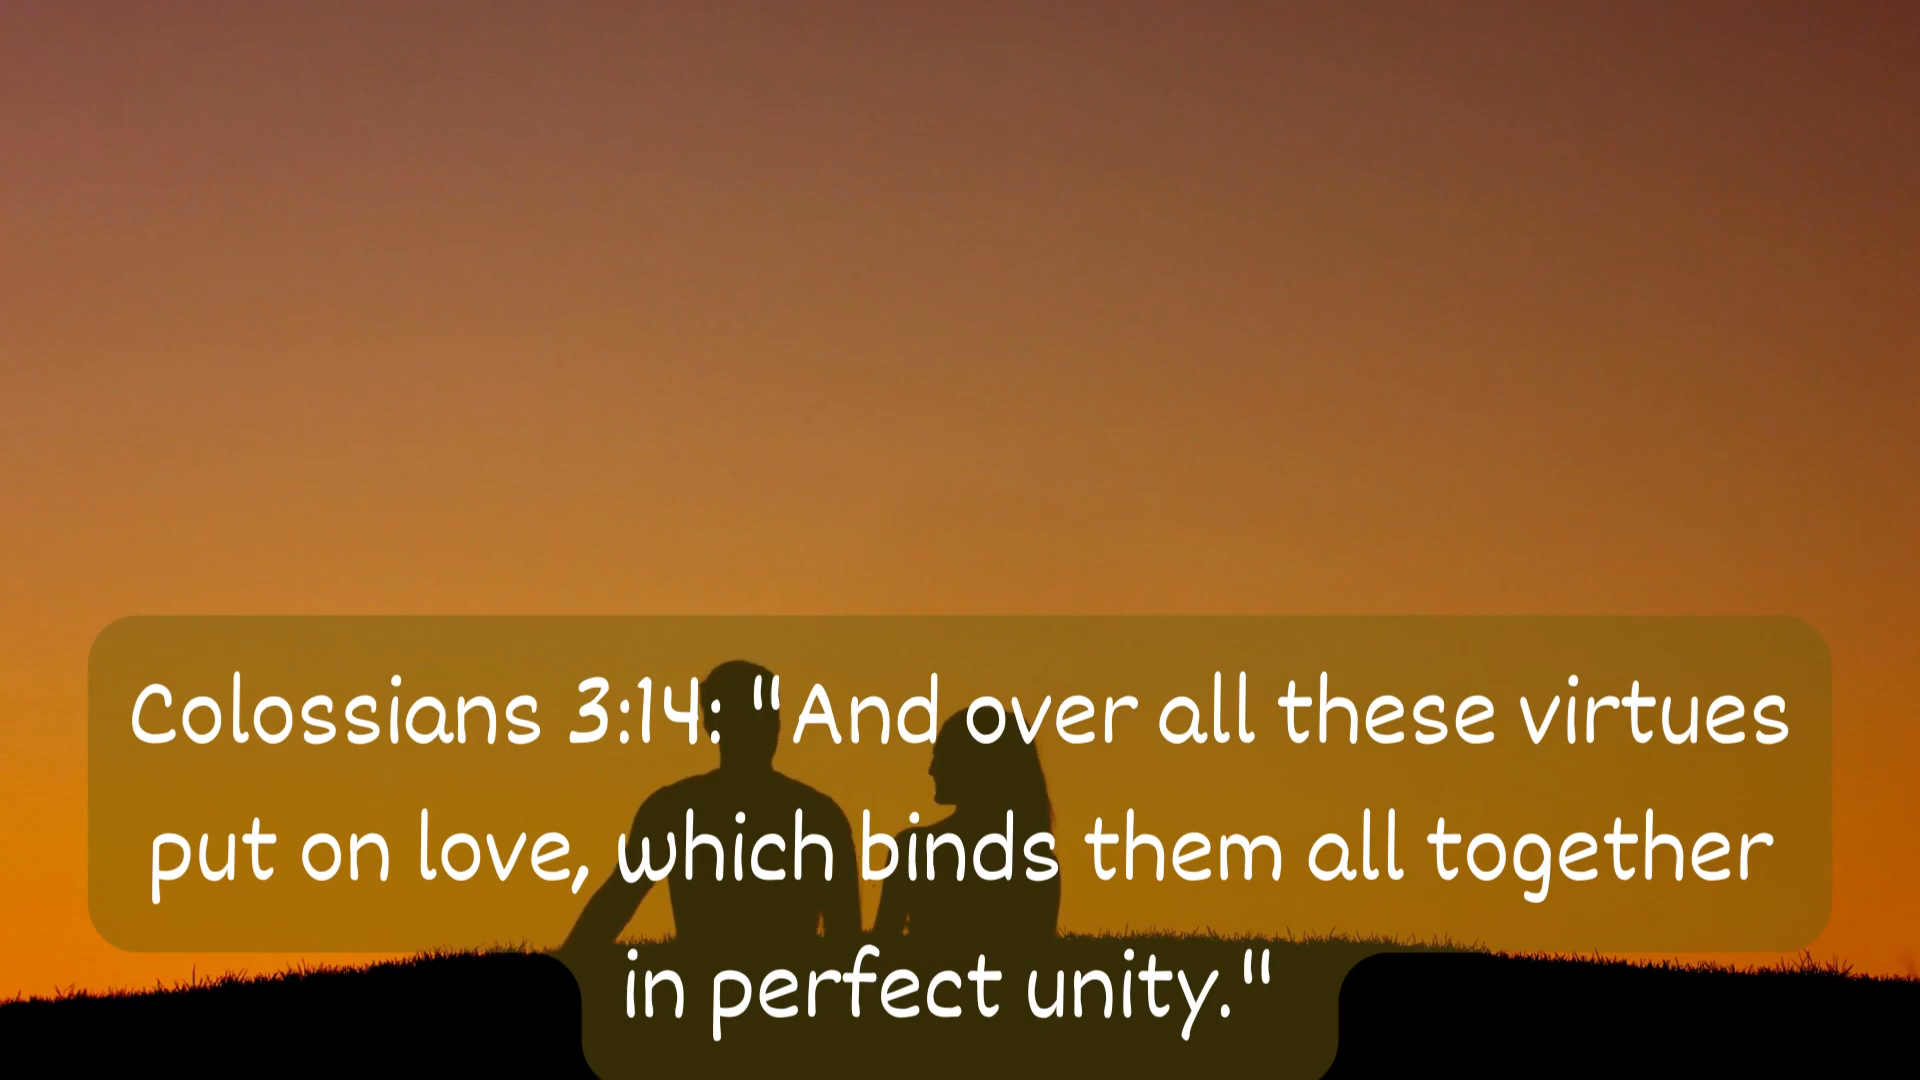 Colossians 3:14: "And over all these virtues
put on love, which binds them all together
in perfect unity."